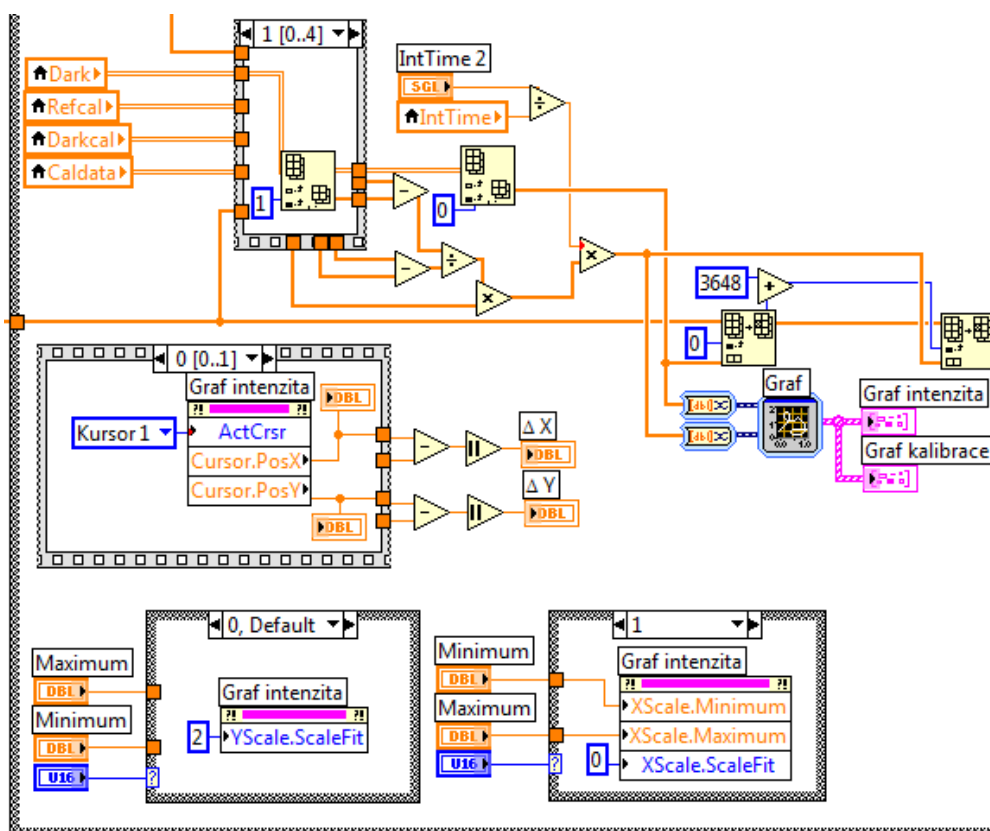 1 [0..4]
IntTime 2
SGL
IntTime
Dark
Refcal
Darkcal
Caldata
1
0
3648
0
0 [0..1]
Graf intenzita
Kursor 1
ActCrsr
Cursor.PosX
Cursor.PosY
DBL
DBL
Δ X
DBL
Δ Y
DBL
[dbl]
[dbl]
Graf
Graf intenzita
Graf kalibrace
0, Default
Maximum
DBL
Minimum
DBL
U16
?
Graf intenzita
2
YScale.ScaleFit
1
Minimum
DBL
Maximum
DBL
U16
?
Graf intenzita
XScale.Minimum
XScale.Maximum
0
XScale.ScaleFit